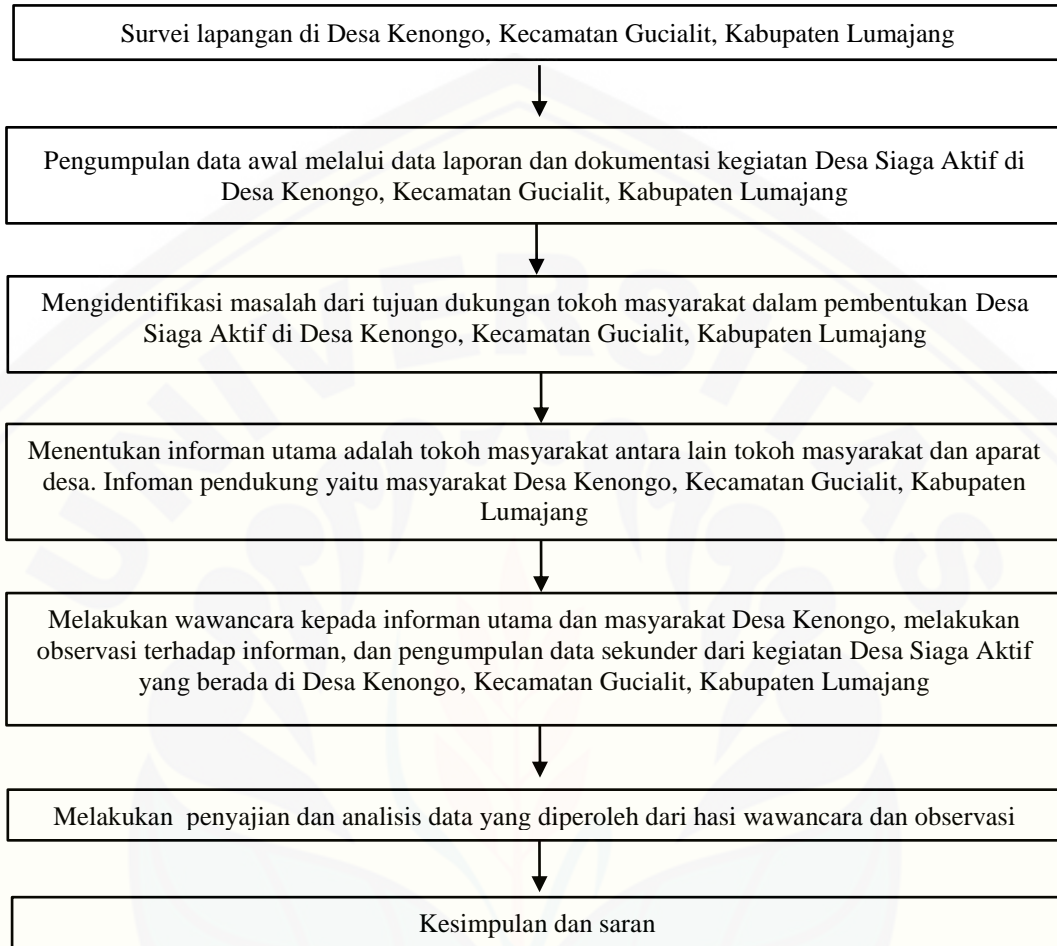 Survei lapangan di Desa Kenongo, Kecamatan Gucialit, Kabupaten Lumajang
Pengumpulan data awal melalui data laporan dan dokumentasi kegiatan Desa Siaga Aktif di
Desa Kenongo, Kecamatan Gucialit, Kabupaten Lumajang
Mengidentifikasi masalah dari tujuan dukungan tokoh masyarakat dalam pembentukan Desa
Siaga Aktif di Desa Kenongo, Kecamatan Gucialit, Kabupaten Lumajang
Menentukan informan utama adalah tokoh masyarakat antara lain tokoh masyarakat dan aparat
desa. Infoman pendukung yaitu masyarakat Desa Kenongo, Kecamatan Gucialit, Kabupaten
Lumajang
Melakukan wawancara kepada informan utama dan masyarakat Desa Kenongo, melakukan
observasi terhadap informan, dan pengumpulan data sekunder dari kegiatan Desa Siaga Aktif
yang berada di Desa Kenongo, Kecamatan Gucialit, Kabupaten Lumajang
Melakukan  penyajian dan analisis data yang diperoleh dari hasi wawancara dan observasi
Kesimpulan dan saran
UNIVERSITAS